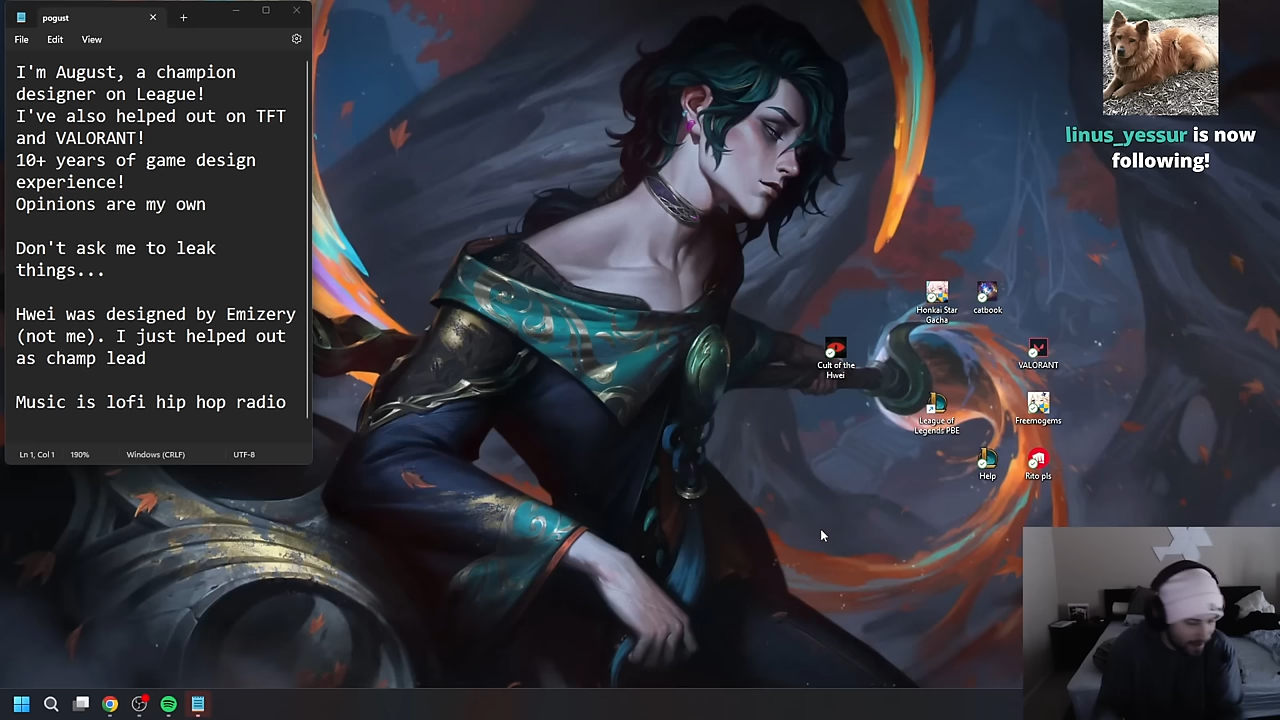 pogust
File Edit View
I'm August, a champion
designer on League!
I've also helped out on TFT
and VALORANT!
10+ years of game design
experience!
Opinions are my own
Don't ask me to leak
things...
Hwei was designed by Emizery
(not me). I just helped out
as champ lead
Music is lofi hip hop radio
Ln 1, Col 1 190% Windows (CRLF) UTF-8
linus_yessur is now
following!
Honkai Star
Gacha
catbook
Cult of the
Hwei
VALORANT
League of
Legends PBE
Freemogems
Help
Rito pls